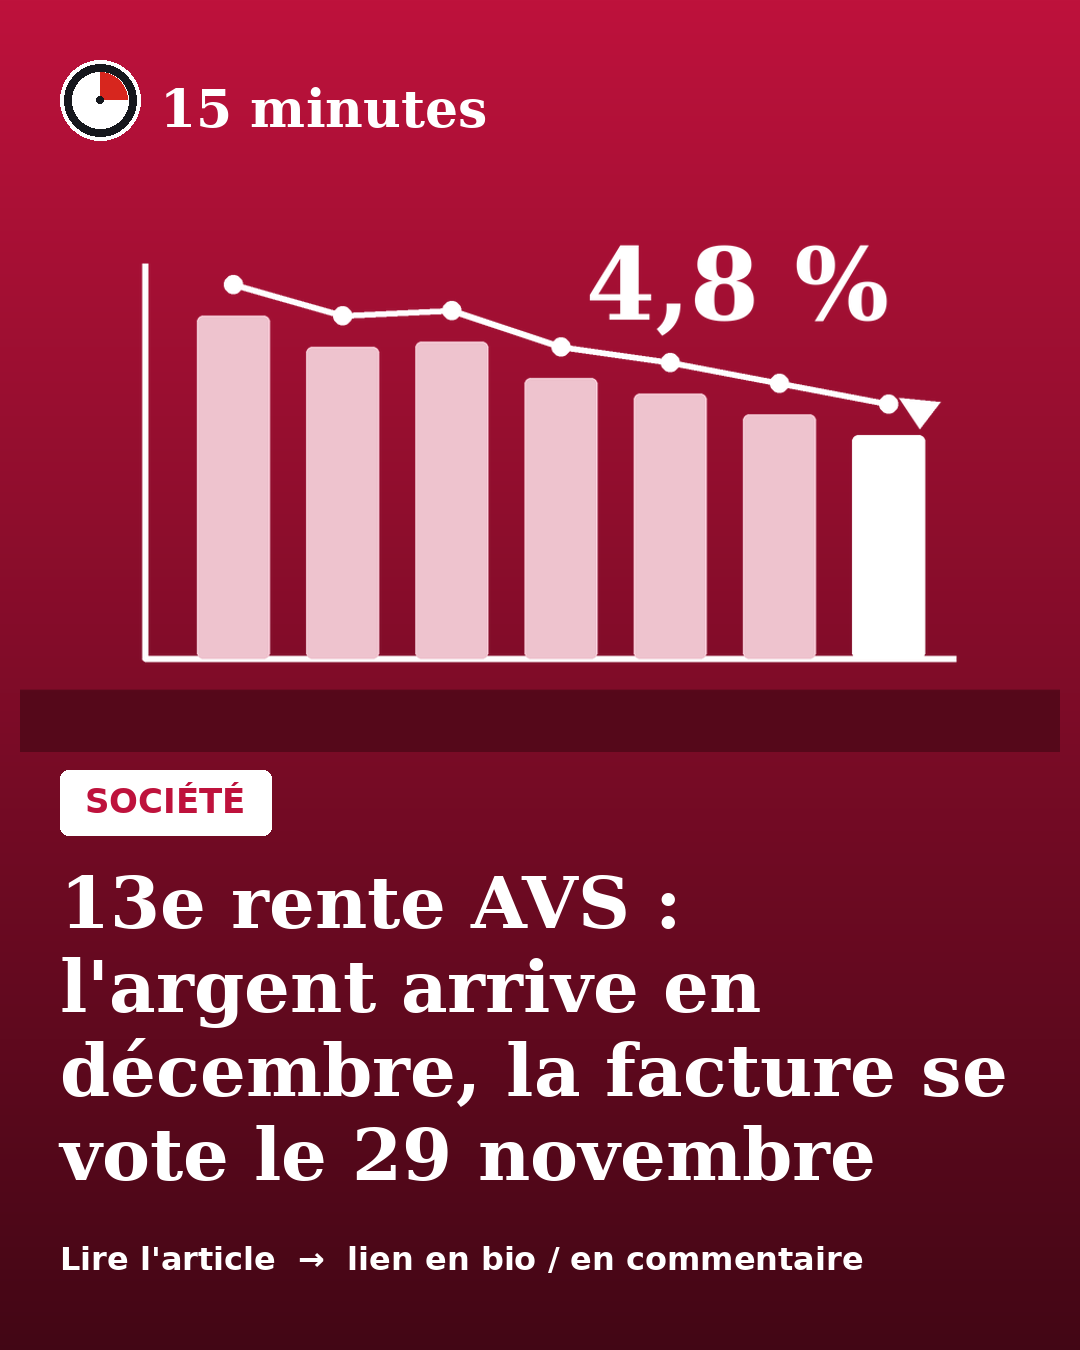 15 minutes
4,8 %
SOCIÉTÉ
13e rente AVS :
l'argent arrive en
décembre, la facture se
vote le 29 novembre
Lire l'article → lien en bio / en commentaire